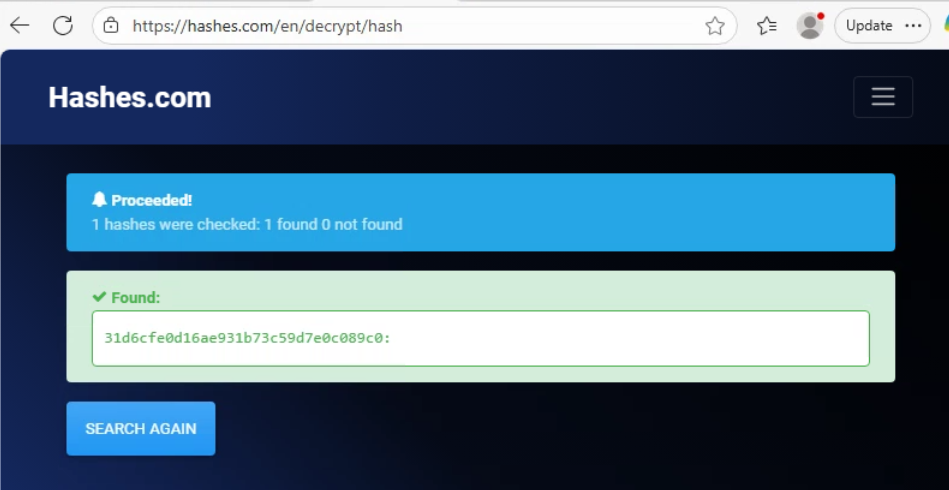 https://hashes.com/en/decrypt/hash
Update
Hashes.com
Proceeded!
1 hashes were checked: 1 found 0 not found
Found:
31d6cfe0d16ae931b73c59d7e0c089c0:
SEARCH AGAIN